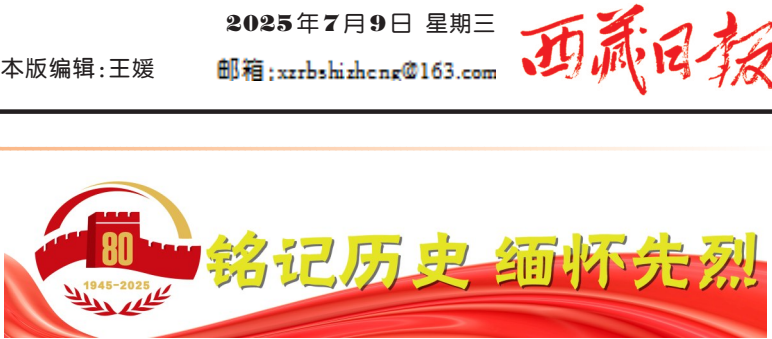 2025年7月9日 星期三
西藏日报
本版编辑:王媛 邮箱:xzrbshizheng@163.com
80
1945-2025
铭记历史 缅怀先烈